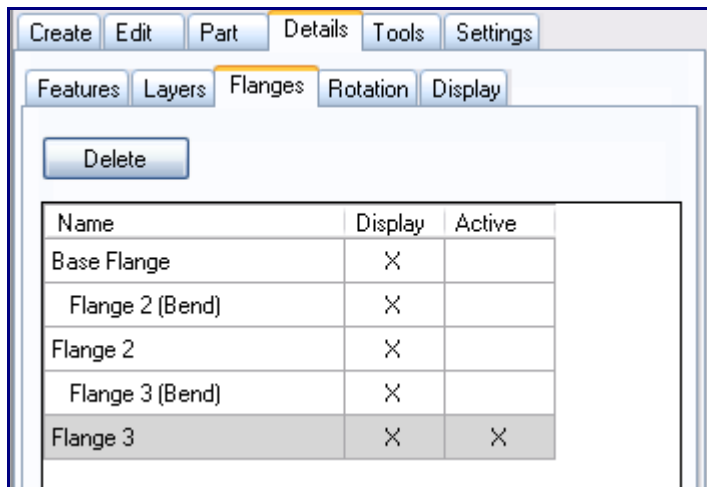 Create Edit Part Details Tools Settings
Features Layers Flanges Rotation Display
Delete
Name Display Active
Base Flange X
Flange 2 (Bend) X
Flange 2 X
Flange 3 (Bend) X
Flange 3 X X